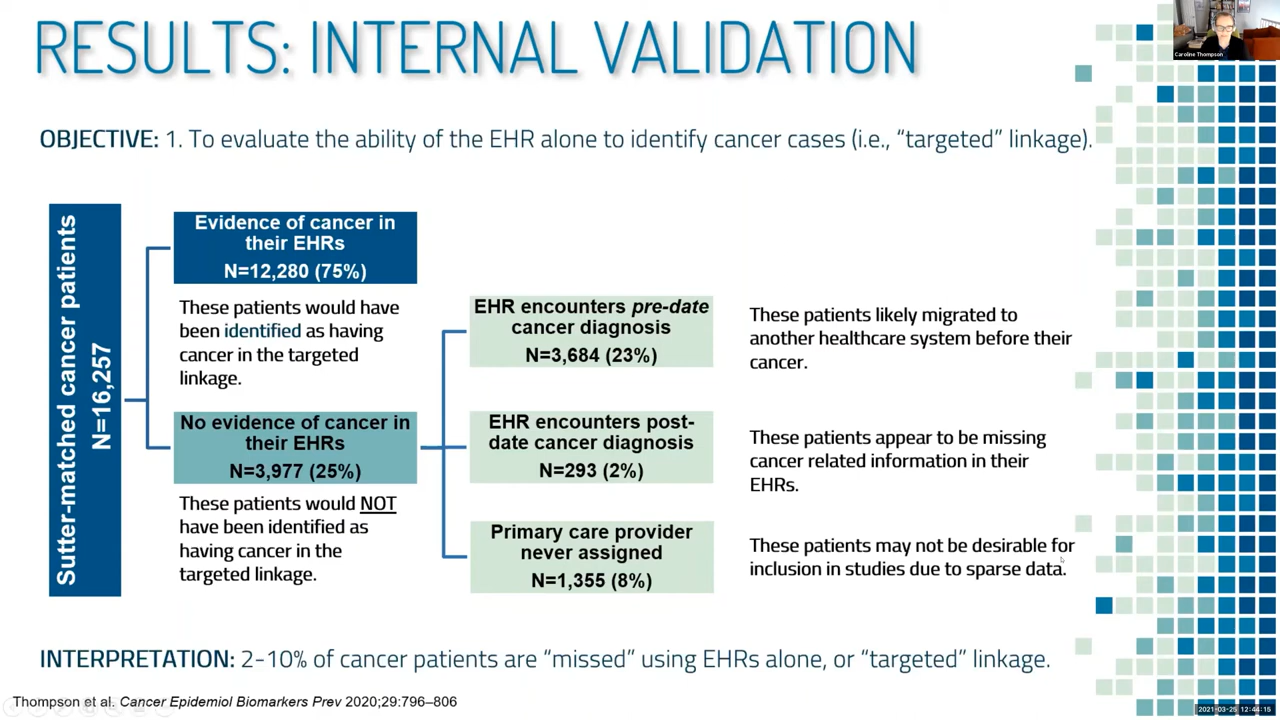 RESULTS: INTERNAL VALIDATION
Caroline Thompson
OBJECTIVE: 1. To evaluate the ability of the EHR alone to identify cancer cases (i.e., “targeted” linkage).
Sutter-matched cancer patients
N=16,257
Evidence of cancer in
their EHRs
N=12,280 (75%)
These patients would have
been identified as having
cancer in the targeted
linkage.
No evidence of cancer in
their EHRs
N=3,977 (25%)
These patients would NOT
have been identified as
having cancer in the
targeted linkage.
EHR encounters pre-date
cancer diagnosis
N=3,684 (23%)
These patients likely migrated to
another healthcare system before their
cancer.
EHR encounters post-
date cancer diagnosis
N=293 (2%)
These patients appear to be missing
cancer related information in their
EHRs.
Primary care provider
never assigned
N=1,355 (8%)
These patients may not be desirable for
inclusion in studies due to sparse data.
INTERPRETATION: 2-10% of cancer patients are “missed” using EHRs alone, or “targeted” linkage.
Thompson et al. Cancer Epidemiol Biomarkers Prev 2020;29:796–806
2021-03-25 12:44:15